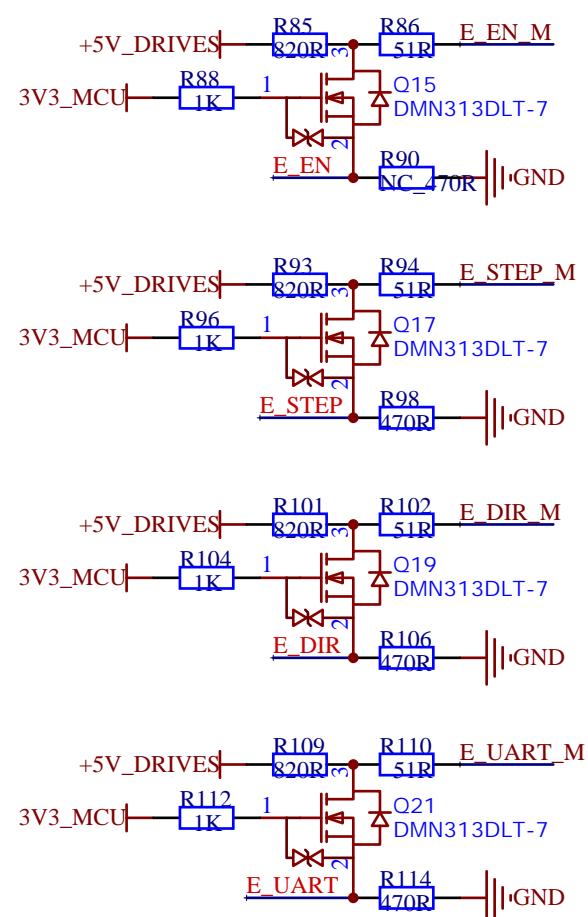 R85 R86 E_EN_M
+5V_DRIVES 820R 3 51R
R88 1 Q15
3V3_MCU 1K DMN313DLT-7
2 R90
E_EN NC_470R GND
R93 R94 E_STEP_M
+5V_DRIVES 820R 3 51R
R96 1 Q17
3V3_MCU 1K DMN313DLT-7
2 R98
E_STEP 470R GND
R101 R102 E_DIR_M
+5V_DRIVES 820R 3 51R
R104 1 Q19
3V3_MCU 1K DMN313DLT-7
2 R106
E_DIR 470R GND
R109 R110 E_UART_M
+5V_DRIVES 820R 3 51R
R112 1 Q21
3V3_MCU 1K DMN313DLT-7
2 R114
E_UART 470R GND